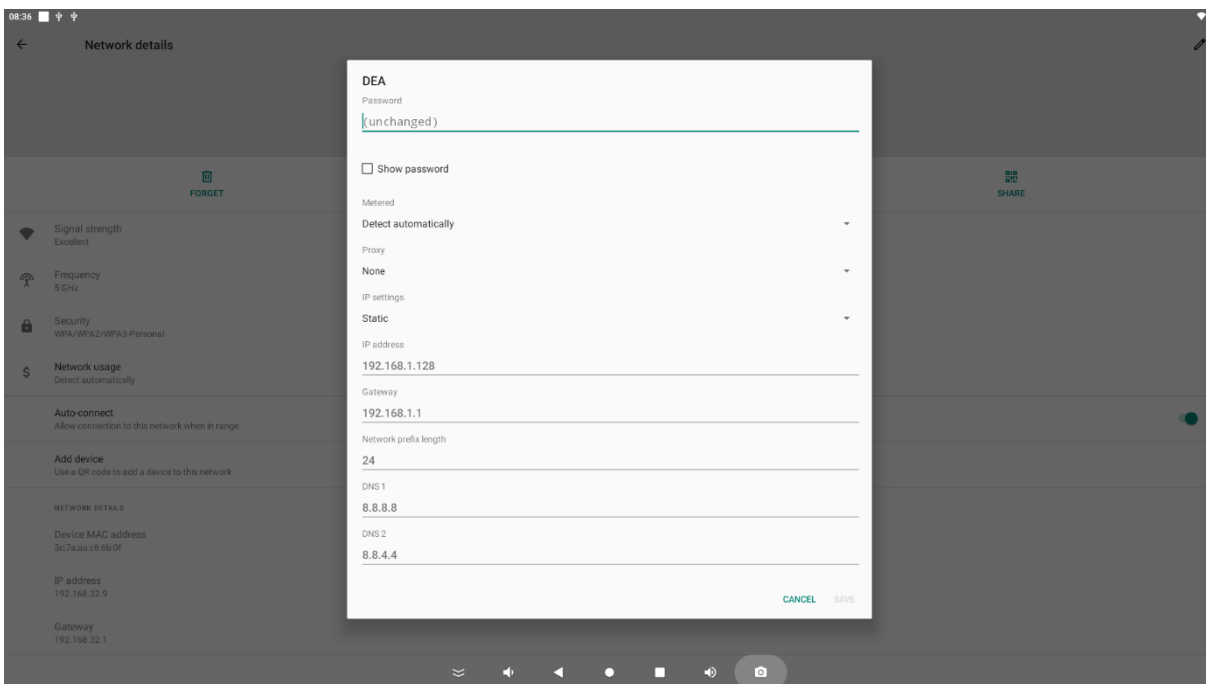 08:36
Network details
DEA
Password
(unchanged)
Show password
FORGET
SHARE
Metered
Detect automatically
Proxy
None
IP settings
Static
IP address
192.168.1.128
Gateway
192.168.1.1
Network prefix length
24
DNS 1
8.8.8.8
DNS 2
8.8.4.4
CANCEL SAVE
Signal strength
Excellent
Frequency
5 GHz
Security
WPA/WPA2/WPA3-Personal
Network usage
Detect automatically
Auto-connect
Allow connection to this network when in range
Add device
Use a QR code to add a device to this network
NETWORK DETAILS
Device MAC address
3c:7a:aa:c6:6b:0f
IP address
192.168.32.9
Gateway
192.168.32.1